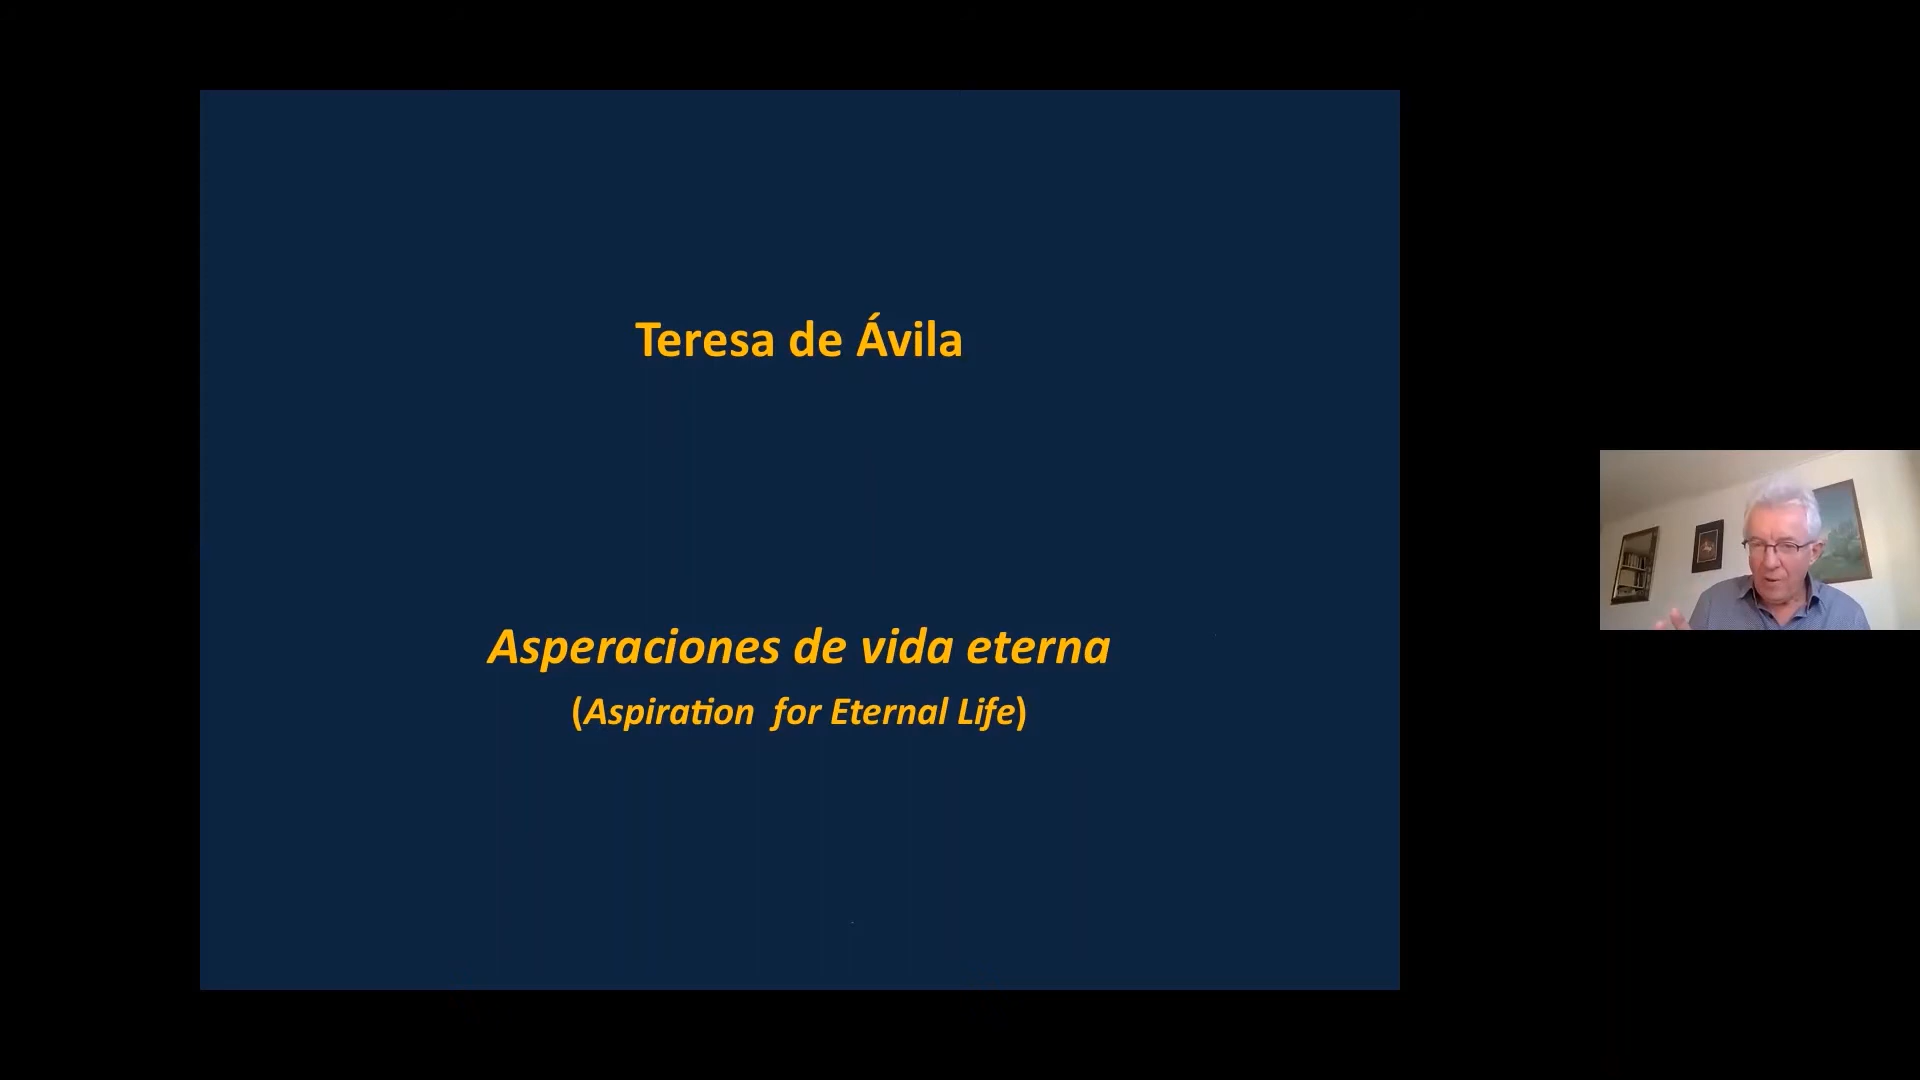 Teresa de Ávila
Asperaciones de vida eterna
(Aspiration for Eternal Life)